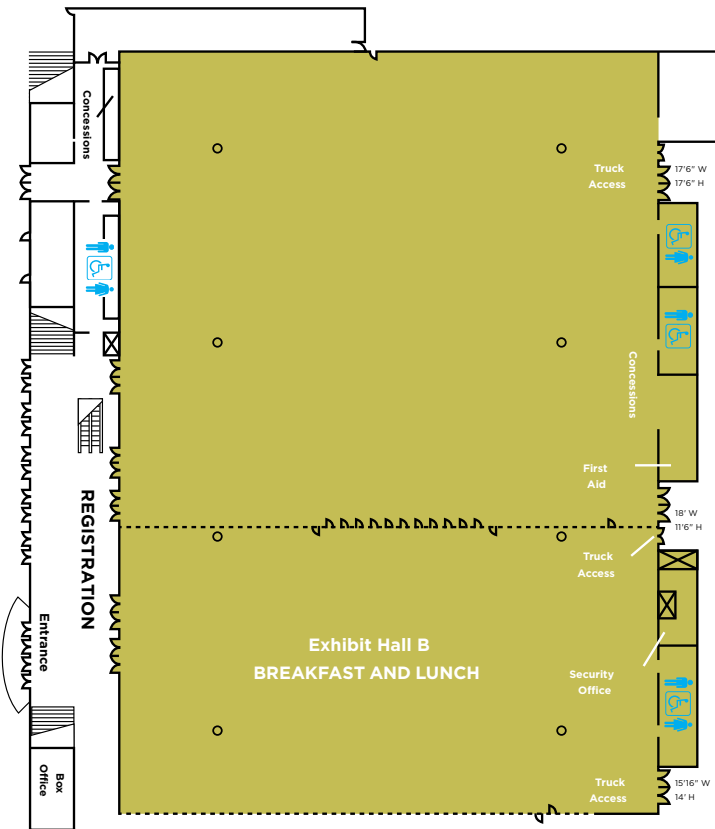 Concessions
Truck
Access
17'6" W
17'6" H
Concessions
First
Aid
18' W
11'6" H
REGISTRATION
Truck
Access
Entrance
Exhibit Hall B
BREAKFAST AND LUNCH
Security
Office
Box
Office
Truck
Access
15'16" W
14' H